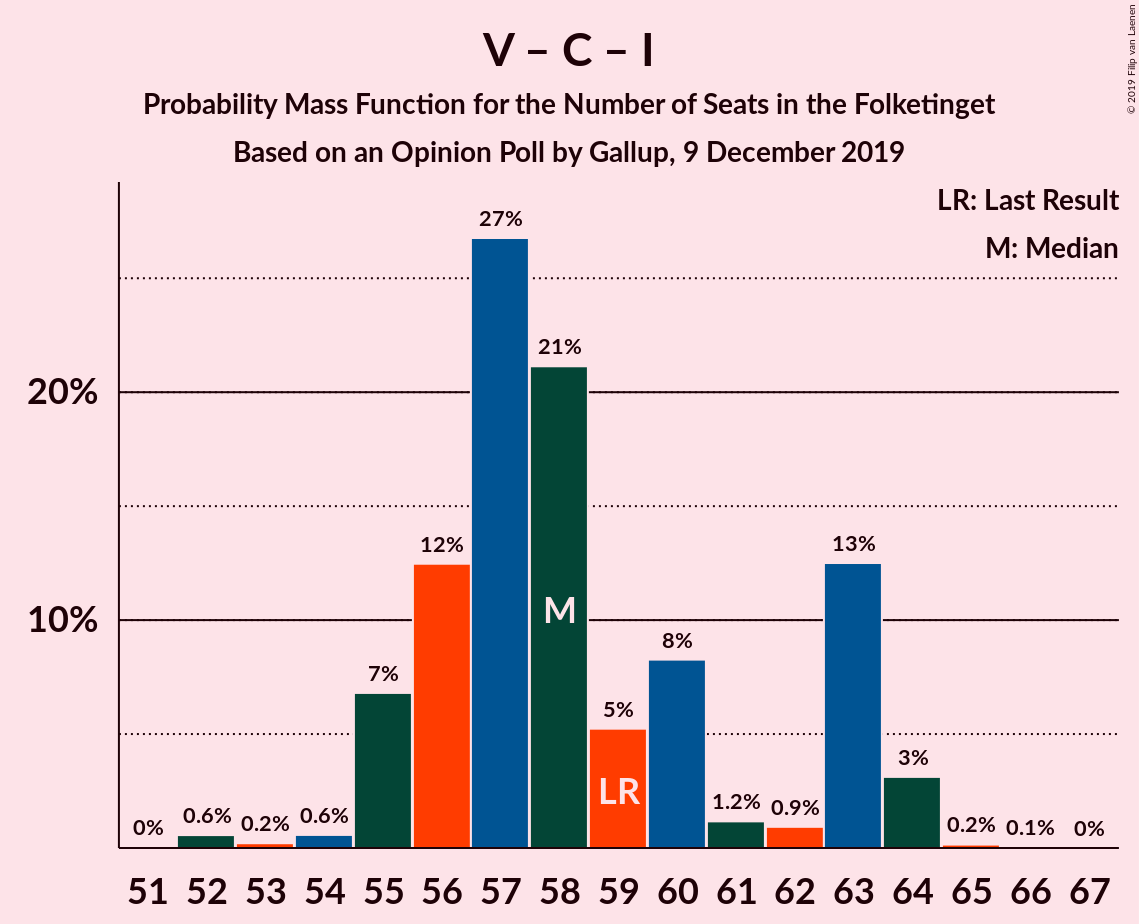 V – C – I
Probability Mass Function for the Number of Seats in the Folketinget
Based on an Opinion Poll by Gallup, 9 December 2019
© 2019 Filip van Laenen
LR: Last Result
M: Median
20%
10%
0%
0.6%
0.2%
0.6%
7%
12%
27%
21%
5%
8%
1.2%
0.9%
13%
3%
0.2%
0.1%
0%
M
LR
51 52 53 54 55 56 57 58 59 60 61 62 63 64 65 66 67